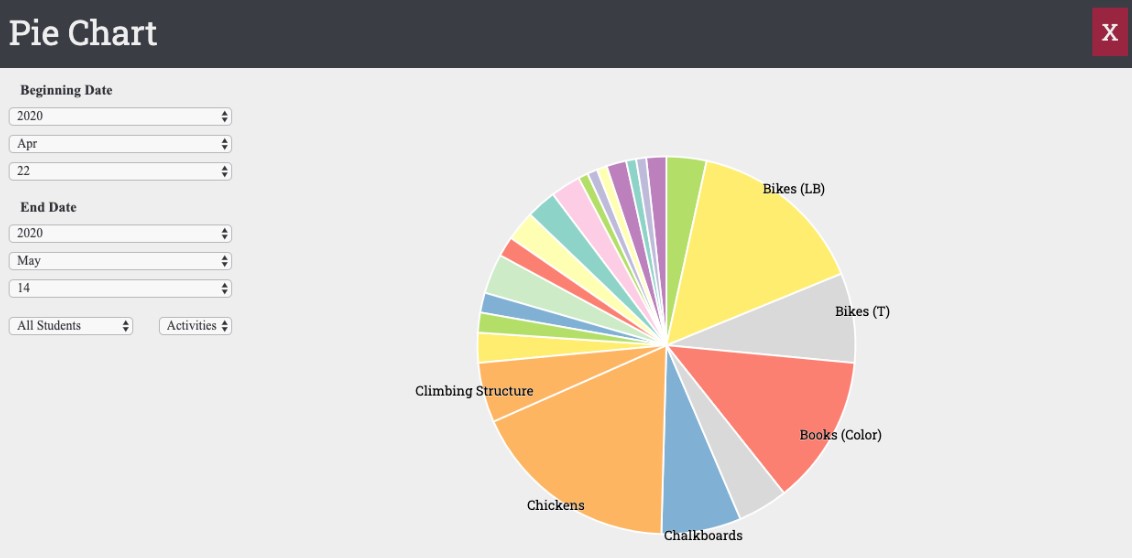 Pie Chart
X
Beginning Date
2020
Apr
22
End Date
2020
May
14
All Students
Activities
Bikes (LB)
Bikes (T)
Books (Color)
Chalkboards
Chickens
Climbing Structure